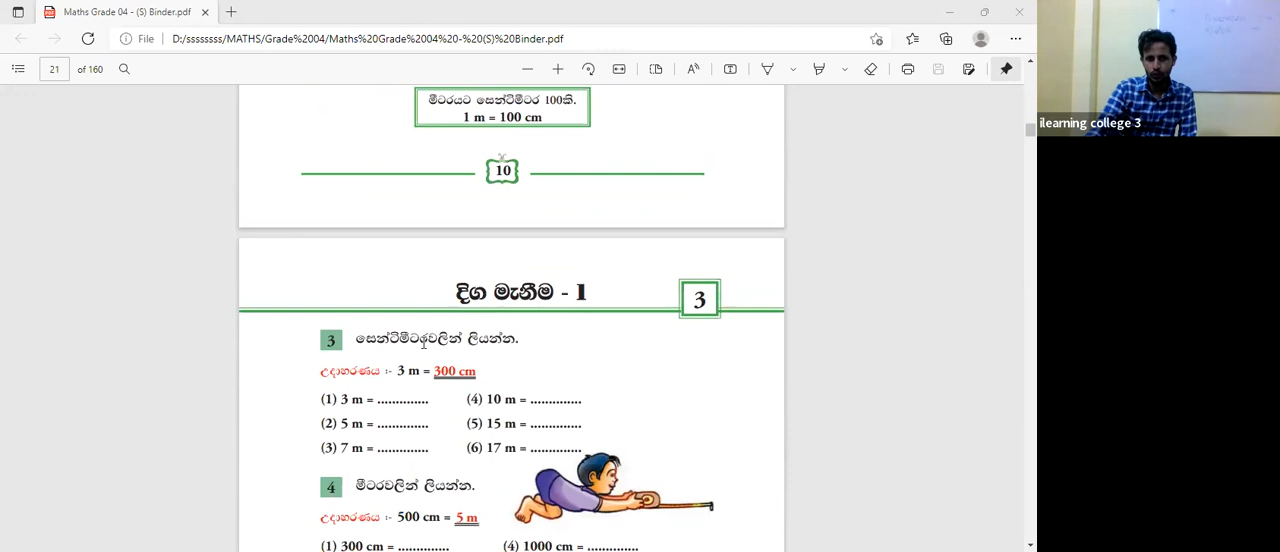 Maths Grade 04 - (S) Binder.pdf
File
D:/ssssssss/MATHS/Grade%2004/Maths%20Grade%2004%20-%20(S)%20Binder.pdf
21
of 160
මීටරයට සෙන්ටිමීටර 100කි.
1 m = 100 cm
10
දිග මැනීම - 1
3
3 සෙන්ටිමීටරවලින් ලියන්න.
උදාහරණය :- 3 m = 300 cm
(1) 3 m = .............. (4) 10 m = ..............
(2) 5 m = .............. (5) 15 m = ..............
(3) 7 m = .............. (6) 17 m = ..............
4 මීටරවලින් ලියන්න.
උදාහරණය :- 500 cm = 5 m
(1) 300 cm = .............. (4) 1000 cm = ..............
ilearning college 3